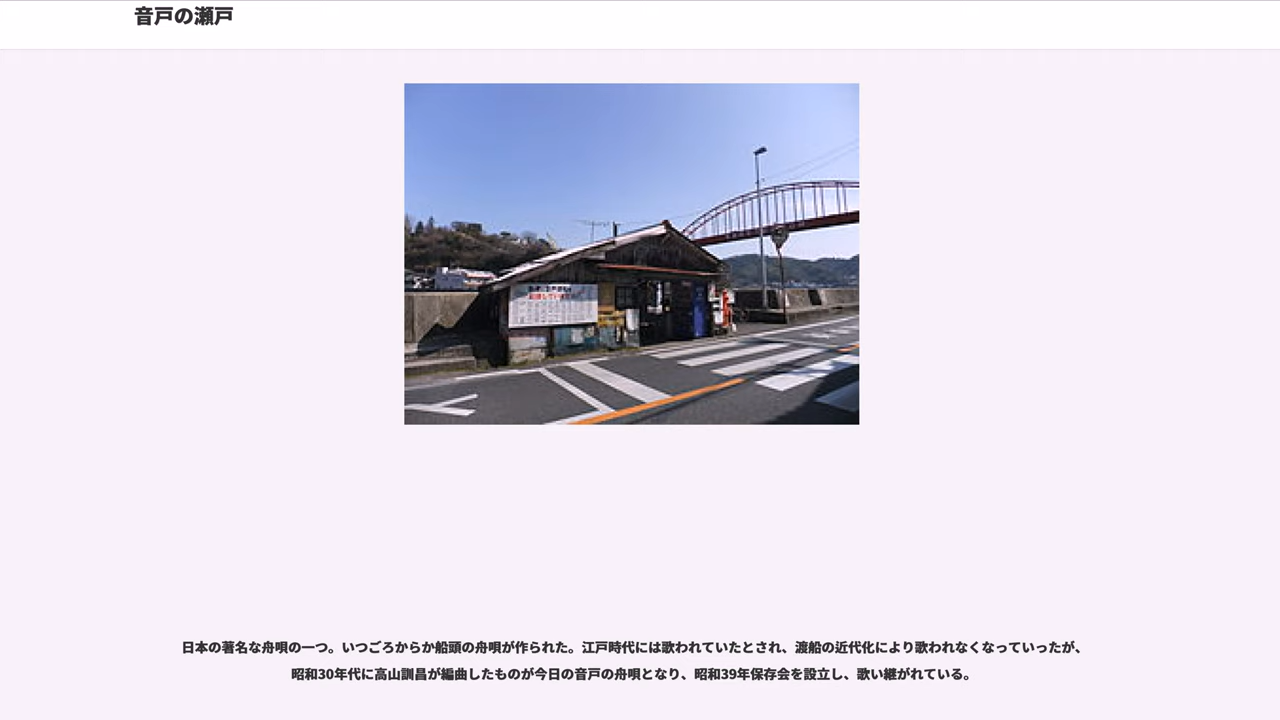 音戸の瀬戸
日本の著名な舟唄の一つ。いつごろからか船頭の舟唄が作られた。江戸時代には歌われていたとされ、渡船の近代化により歌われなくなっていったが、
昭和30年代に高山訓昌が編曲したものが今日の音戸の舟唄となり、昭和39年保存会を設立し、歌い継がれている。